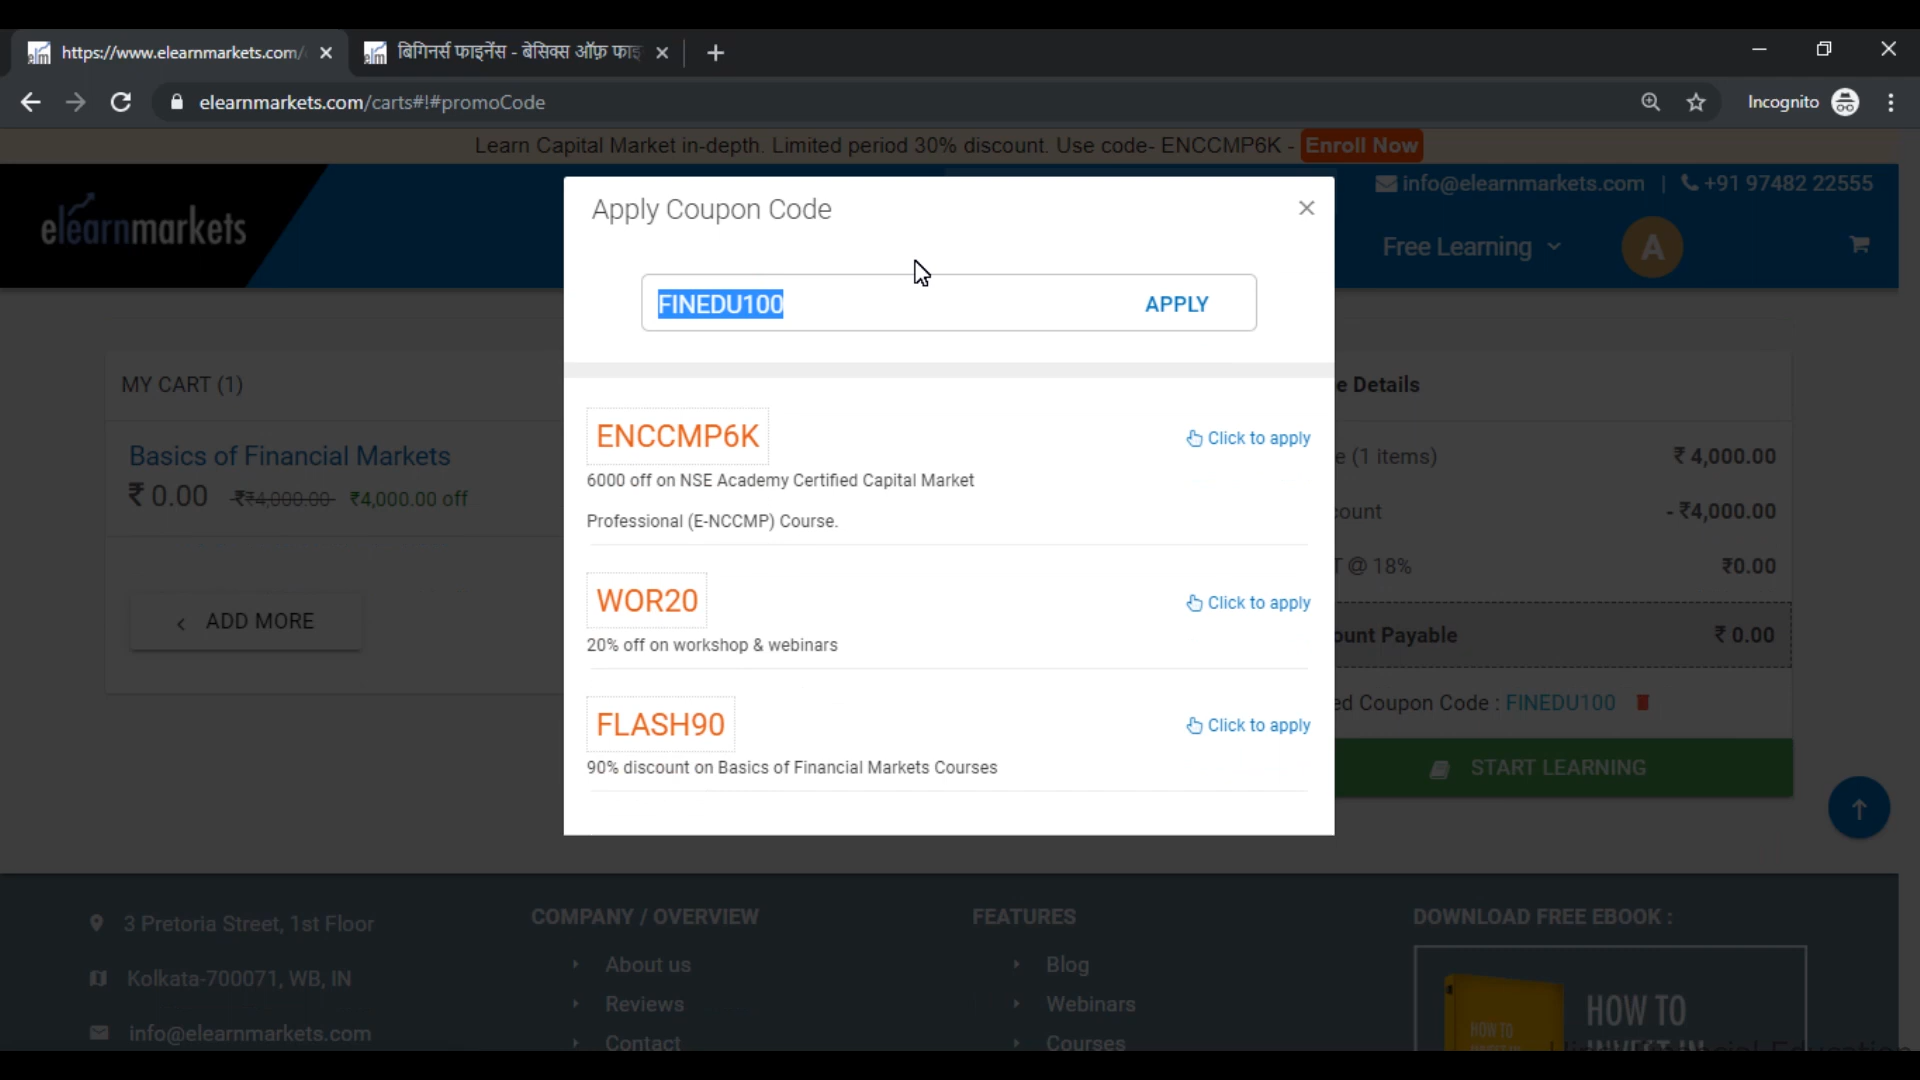 https://www.elearnmarkets.com/
बिगिनर्स फाइनेंस - बेसिक्स ऑफ़
elearnmarkets.com/carts#!#promoCode
Incognito
Learn Capital Market in-depth. Limited period 30% discount. Use code- ENCCMP6K - Enroll Now
elearnmarkets
info@elearnmarkets.com | +91 97482 22555
Free Learning
A
Apply Coupon Code
FINEDU100
APPLY
ENCCMP6K
Click to apply
6000 off on NSE Academy Certified Capital Market
Professional (E-NCCMP) Course.
WOR20
Click to apply
20% off on workshop & webinars
FLASH90
Click to apply
90% discount on Basics of Financial Markets Courses
MY CART (1)
Basics of Financial Markets
₹ 0.00 ₹₹4,000.00 ₹4,000.00 off
ADD MORE
e Details
e (1 items) ₹ 4,000.00
ount - ₹4,000.00
T @ 18% ₹0.00
ount Payable ₹ 0.00
ed Coupon Code : FINEDU100
START LEARNING
3 Pretoria Street, 1st Floor
Kolkata-700071, WB, IN
info@elearnmarkets.com
COMPANY / OVERVIEW
About us
Reviews
Contact
FEATURES
Blog
Webinars
Courses
DOWNLOAD FREE EBOOK :
HOW TO
HOW TO